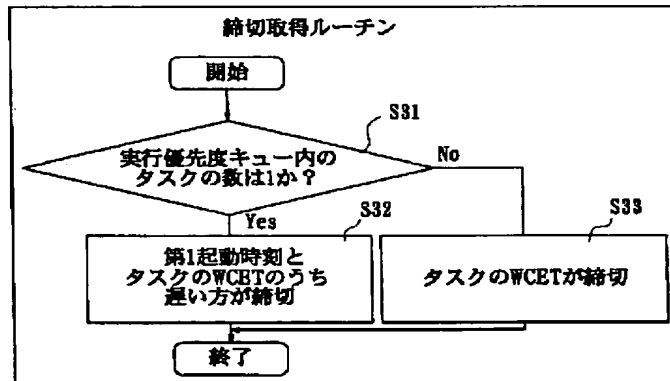 締切取得ルーチン
開始
S31
実行優先度キュー内の
タスクの数は1か？
No
Yes
S32
第1起動時刻と
タスクのWCETのうち
遅い方が締切
S33
タスクのWCETが締切
終了